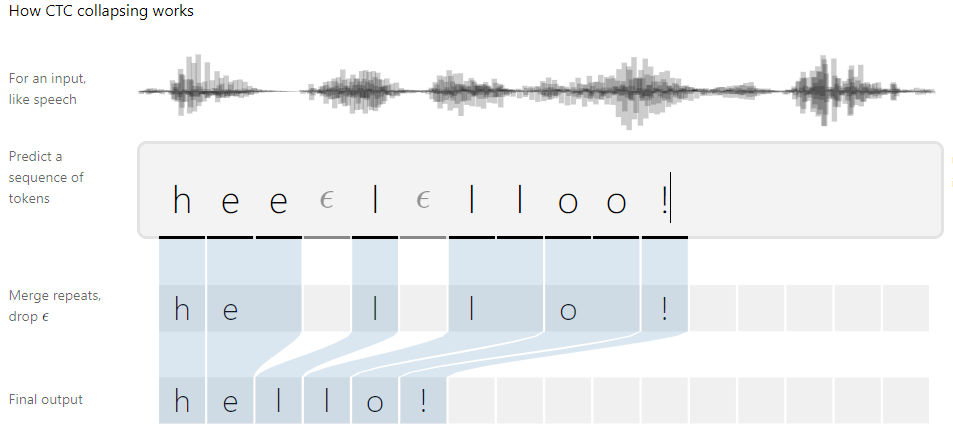 How CTC collapsing works
For an input,
like speech
Predict a
sequence of
tokens
h e e ϵ l ϵ l l o o !
Merge repeats,
drop ϵ
h e l l o !
Final output
h e l l o !